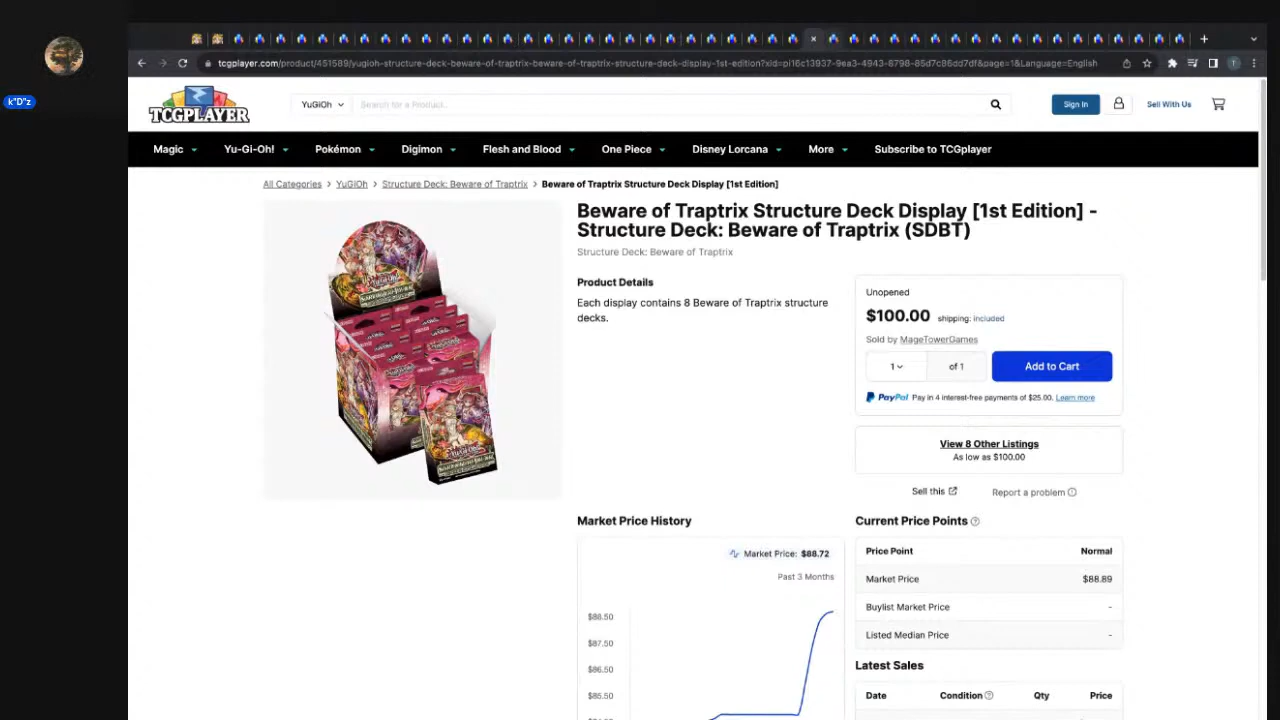 k"D"z
tcgplayer.com/product/451589/yugioh-structure-deck-beware-of-traptrix-beware-of-traptrix-structure-deck-display-1st-edition?xid=pi16c13937-9ea3-4943-8798-85d7c86dd7df&page=1&Language=English
TCGPLAYER
YuGiOh
Search for a Product...
Sign In
Sell With Us
Magic
Yu-Gi-Oh!
Pokémon
Digimon
Flesh and Blood
One Piece
Disney Lorcana
More
Subscribe to TCGplayer
All Categories > YuGiOh > Structure Deck: Beware of Traptrix > Beware of Traptrix Structure Deck Display [1st Edition]
Beware of Traptrix Structure Deck Display [1st Edition] -
Structure Deck: Beware of Traptrix (SDBT)
Structure Deck: Beware of Traptrix
Product Details
Each display contains 8 Beware of Traptrix structure
decks.
Unopened
$100.00 shipping: included
Sold by MageTowerGames
1 of 1
Add to Cart
PayPal Pay in 4 interest-free payments of $25.00. Learn more
View 8 Other Listings
As low as $100.00
Sell this
Report a problem
Market Price History
Market Price: $88.72
Past 3 Months
$88.50
$87.50
$86.50
$85.50
Current Price Points
Price Point Normal
Market Price $88.89
Buylist Market Price -
Listed Median Price -
Latest Sales
Date Condition Qty Price